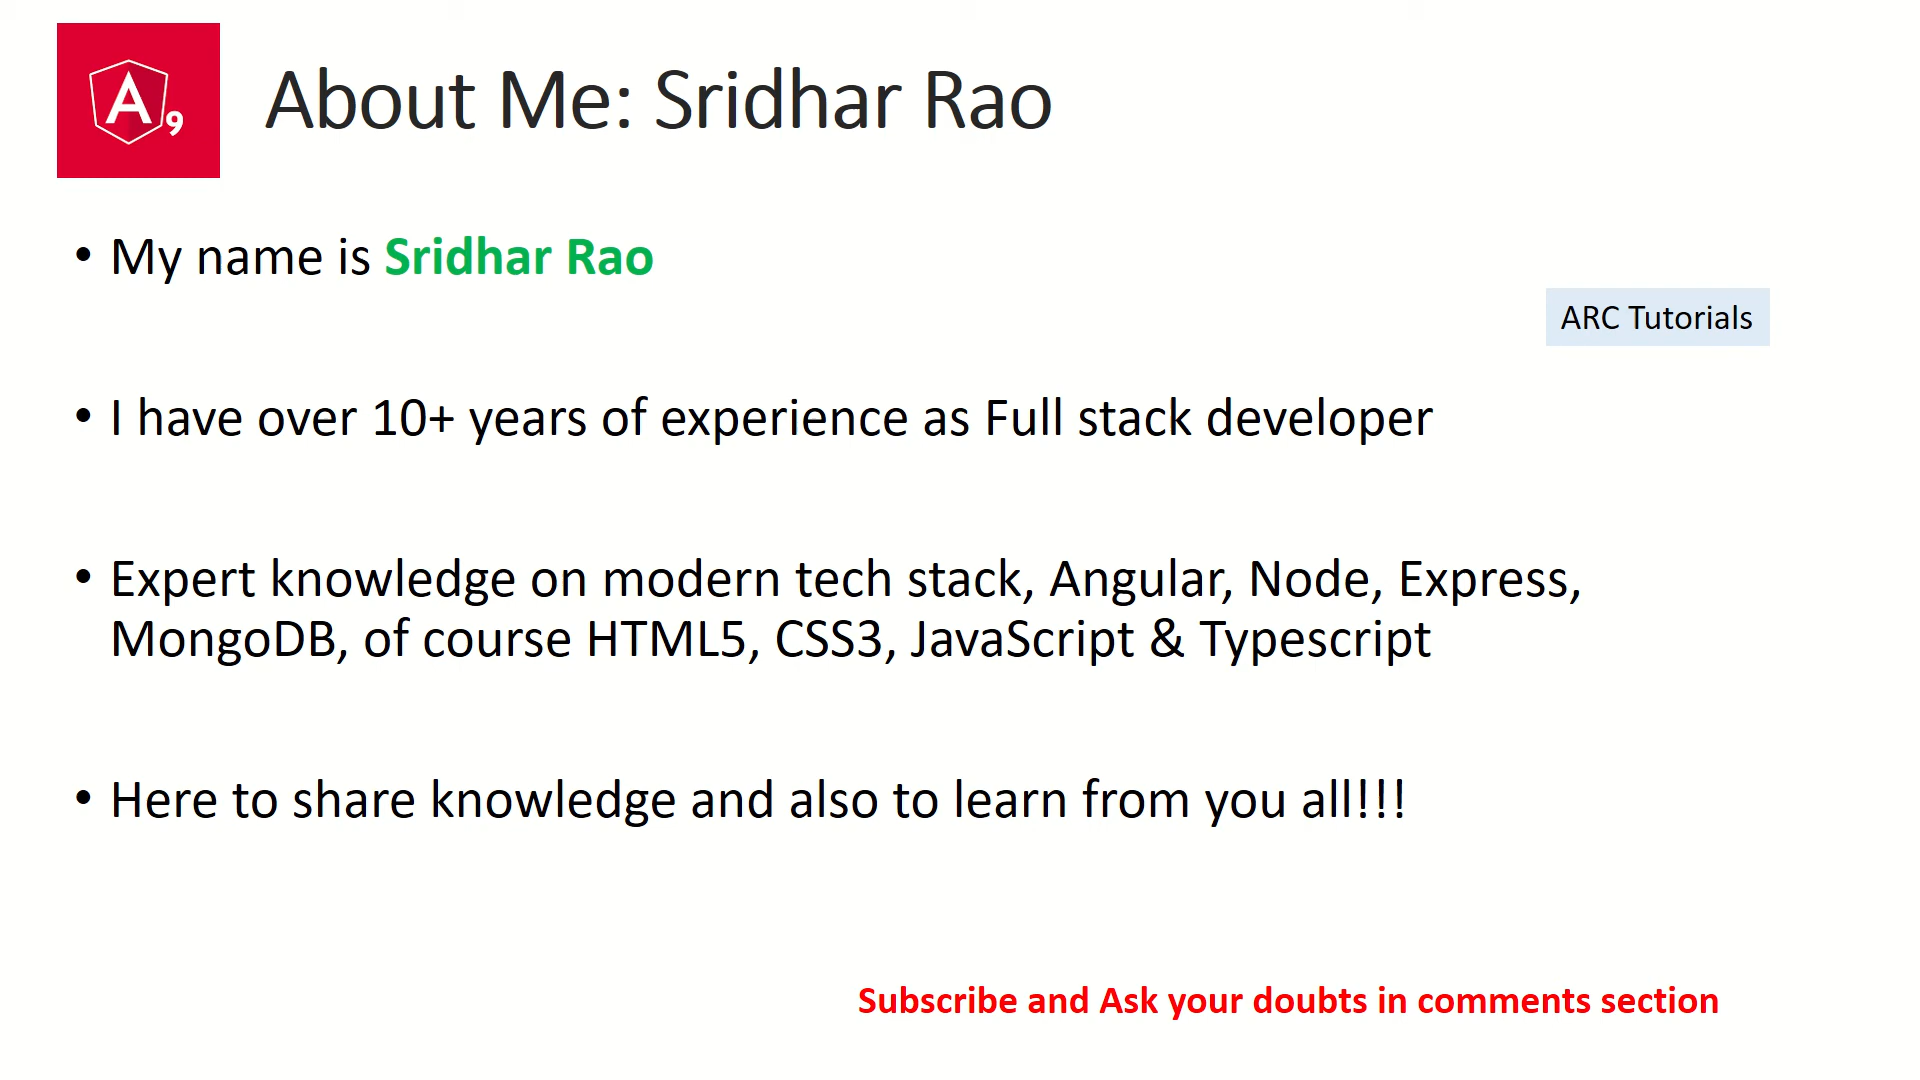 A9
About Me: Sridhar Rao
• My name is Sridhar Rao
ARC Tutorials
• I have over 10+ years of experience as Full stack developer
• Expert knowledge on modern tech stack, Angular, Node, Express,
MongoDB, of course HTML5, CSS3, JavaScript & Typescript
• Here to share knowledge and also to learn from you all!!!
Subscribe and Ask your doubts in comments section